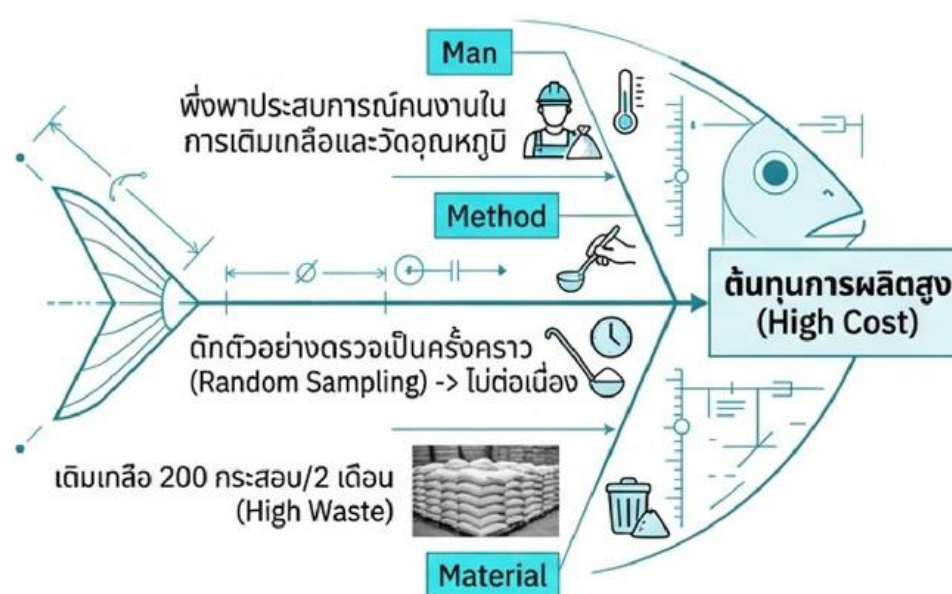 Man
พึ่งพาประสบการณ์คนงานใน
การเติมเกลือและวัดอุณหภูมิ
Method
ต้นทุนการผลิตสูง
(High Cost)
ตักตัวอย่างตรวจเป็นครั้งคราว
(Random Sampling) -> ไม่ต่อเนื่อง
เติมเกลือ 200 กระสอบ/2 เดือน
(High Waste)
Material